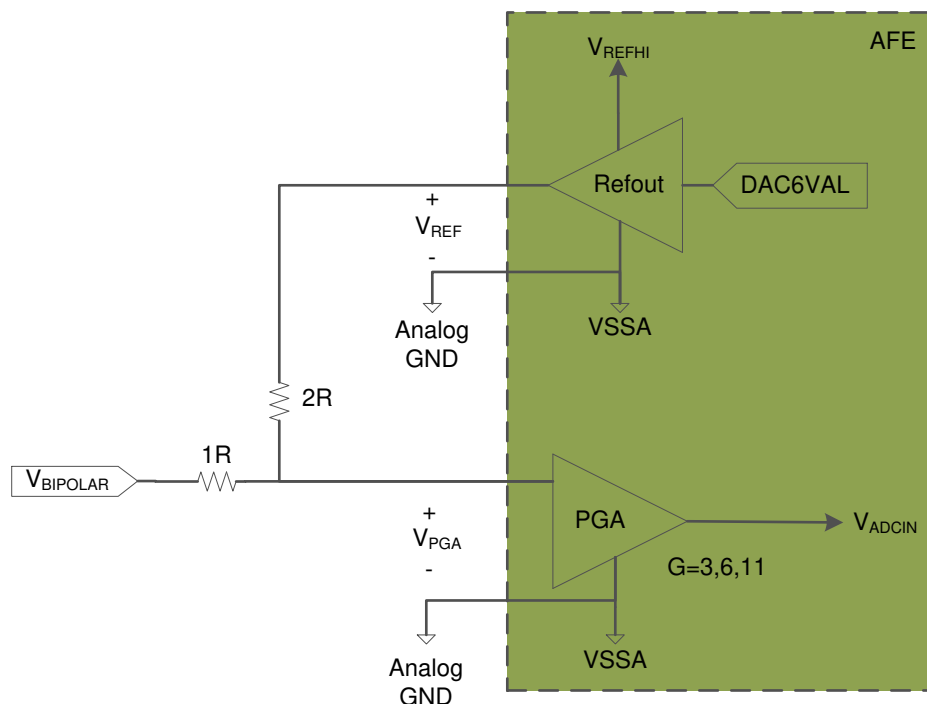 AFE
VREFHI
Refout
DAC6VAL
+
VREF
-
Analog
GND
VSSA
2R
1R
VBIPOLAR
+
VPGA
-
PGA
VADCIN
G=3,6,11
Analog
GND
VSSA